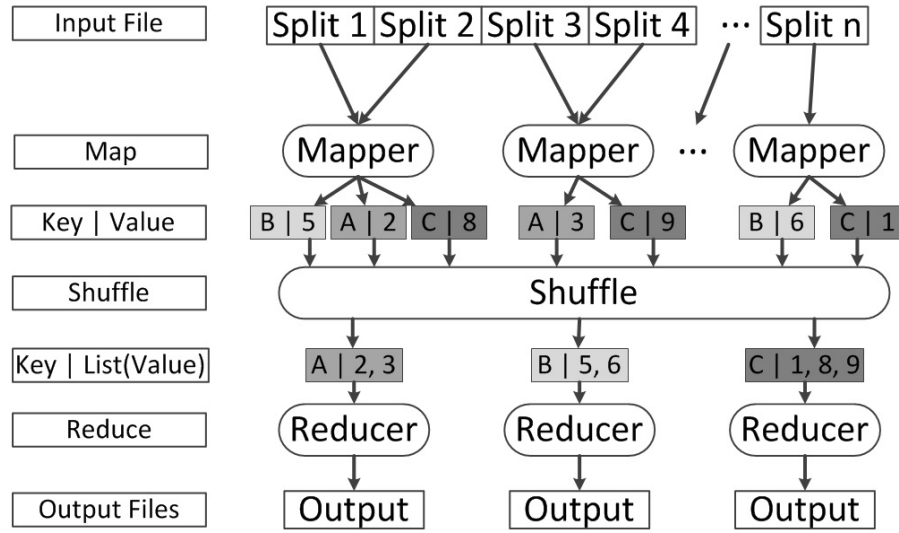 Input File Split 1 Split 2 Split 3 Split 4 ... Split n
Map Mapper Mapper ... Mapper
Key | Value B | 5 A | 2 C | 8 A | 3 C | 9 B | 6 C | 1
Shuffle Shuffle
Key | List(Value) A | 2, 3 B | 5, 6 C | 1, 8, 9
Reduce Reducer Reducer Reducer
Output Files Output Output Output